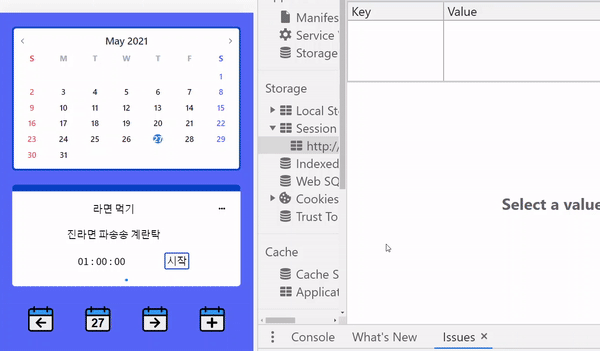 May 2021
S M T W T F S
1
2 3 4 5 6 7 8
9 10 11 12 13 14 15
16 17 18 19 20 21 22
23 24 25 26 27 28 29
30 31
라면 먹기
진라면 파송송 계란탁
01 : 00 : 00 시작
27
Manifes
Service
Storage
Storage
Local St
Session
http:/
Indexed
Web SQ
Cookies
Trust To
Cache
Cache S
Applicat
Key Value
Select a value
Console What's New Issues